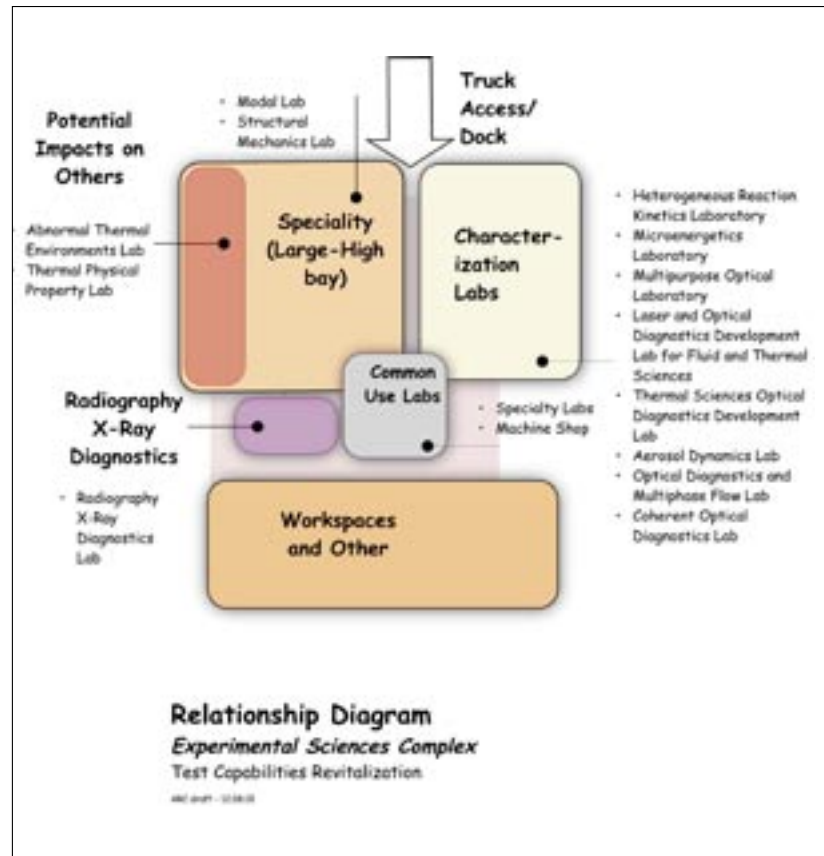 Truck
Access/
Dock
• Modal Lab
• Structural
Mechanics Lab
Potential
Impacts on
Others
Abnormal Thermal
Environments Lab
Thermal Physical
Property Lab
Speciality
(Large-High
bay)
Character-
ization
Labs
• Heterogeneous Reaction
Kinetics Laboratory
• Microenergetics
Laboratory
• Multipurpose Optical
Laboratory
• Laser and Optical
Diagnostics Development
Lab for Fluid and Thermal
Sciences
• Thermal Sciences Optical
Diagnostics Development
Lab
• Aerosol Dynamics Lab
• Optical Diagnostics and
Multiphase Flow Lab
• Coherent Optical
Diagnostics Lab
Common
Use Labs
• Specialty Labs
• Machine Shop
Radiography
X-Ray
Diagnostics
• Radiography
X-Ray
Diagnostics
Lab
Workspaces
and Other
Relationship Diagram
Experimental Sciences Complex
Test Capabilities Revitalization
draft -